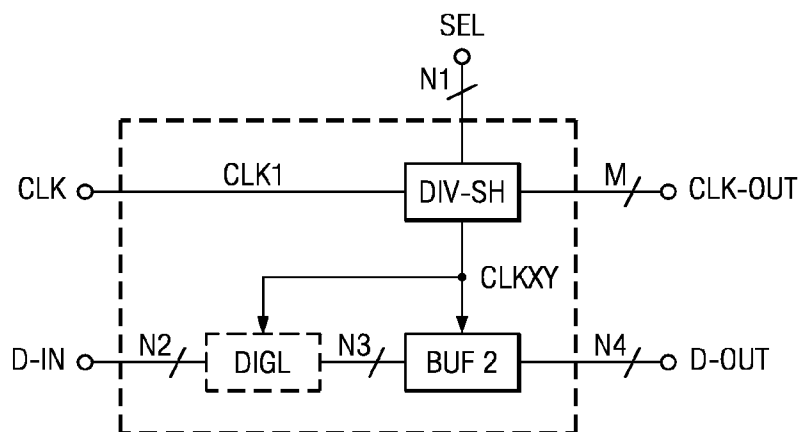 SEL
N1
CLK
CLK1
DIV-SH
M
CLK-OUT
CLKXY
D-IN
N2
DIGL
N3
BUF 2
N4
D-OUT